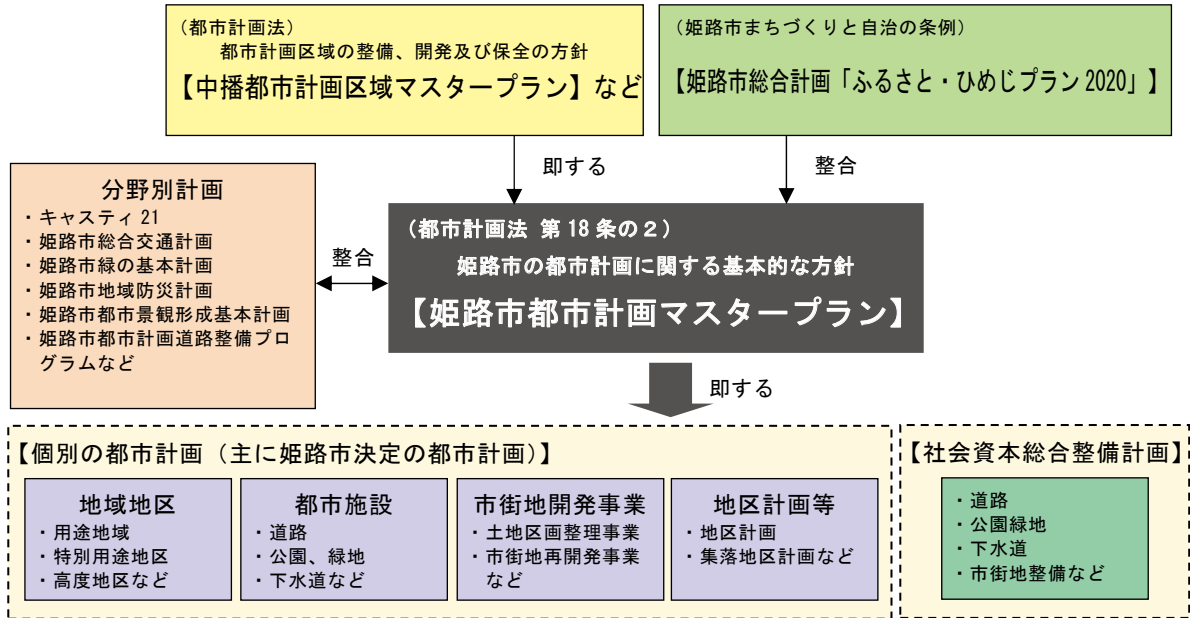 (都市計画法)
都市計画区域の整備、開発及び保全の方針
【中播都市計画区域マスタープラン】など
(姫路市まちづくりと自治の条例)
【姫路市総合計画「ふるさと・ひめじプラン 2020」】
即する
整合
分野別計画
・キャスティ 21
・姫路市総合交通計画
・姫路市緑の基本計画
・姫路市地域防災計画
・姫路市都市景観形成基本計画
・姫路市都市計画道路整備プロ
グラムなど
整合
(都市計画法 第 18 条の2)
姫路市の都市計画に関する基本的な方針
【姫路市都市計画マスタープラン】
即する
【個別の都市計画(主に姫路市決定の都市計画)】
地域地区
・用途地域
・特別用途地区
・高度地区など
都市施設
・道路
・公園、緑地
・下水道など
市街地開発事業
・土地区画整理事業
・市街地再開発事業
など
地区計画等
・地区計画
・集落地区計画など
【社会資本総合整備計画】
・道路
・公園緑地
・下水道
・市街地整備など